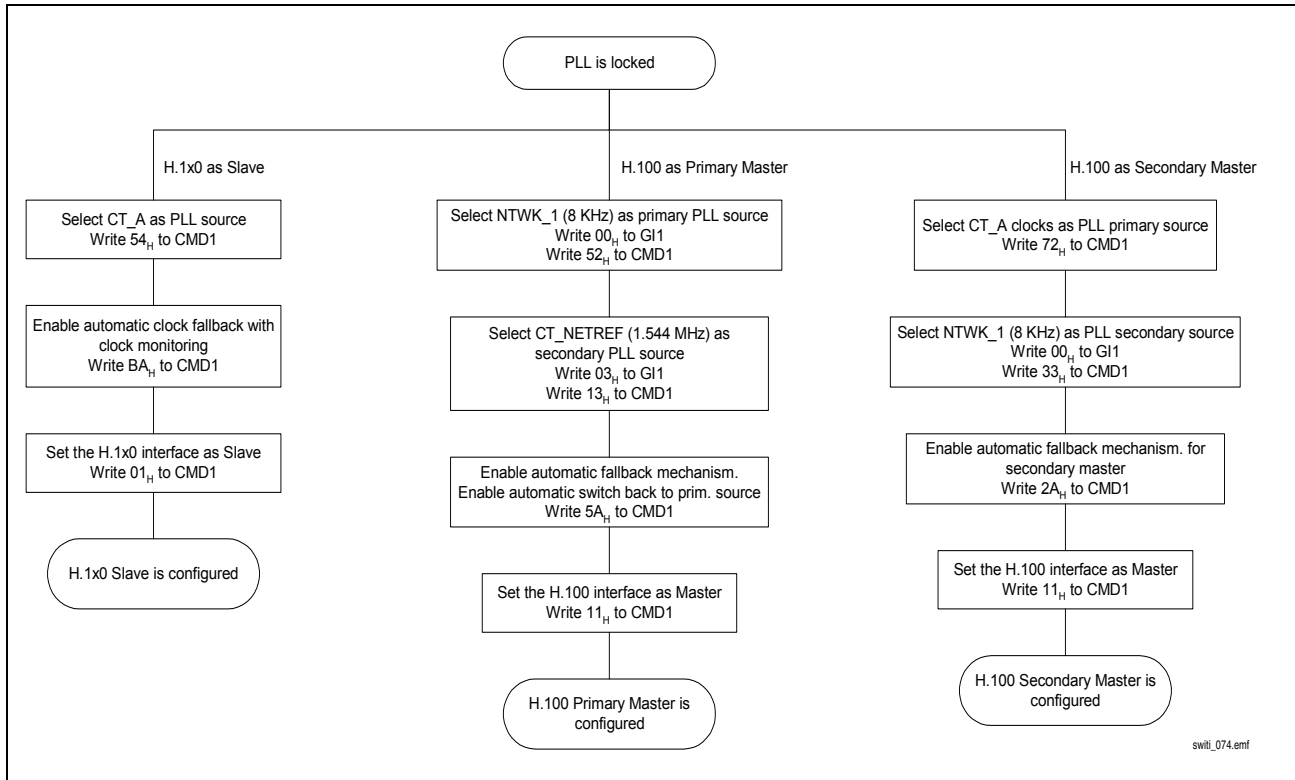 PLL is locked
H.1x0 as Slave
Select CT_A as PLL source
Write 54H to CMD1
Enable automatic clock fallback with
clock monitoring
Write BAH to CMD1
Set the H.1x0 interface as Slave
Write 01H to CMD1
H.1x0 Slave is configured
H.100 as Primary Master
Select NTWK_1 (8 KHz) as primary PLL source
Write 00H to GI1
Write 52H to CMD1
Select CT_NETREF (1.544 MHz) as
secondary PLL source
Write 03H to GI1
Write 13H to CMD1
Enable automatic fallback mechanism.
Enable automatic switch back to prim. source
Write 5AH to CMD1
Set the H.100 interface as Master
Write 11H to CMD1
H.100 Primary Master is
configured
H.100 as Secondary Master
Select CT_A clocks as PLL primary source
Write 72H to CMD1
Select NTWK_1 (8 KHz) as PLL secondary source
Write 00H to GI1
Write 33H to CMD1
Enable automatic fallback mechanism. for
secondary master
Write 2AH to CMD1
Set the H.100 interface as Master
Write 11H to CMD1
H.100 Secondary Master is
configured
switi_074.emf